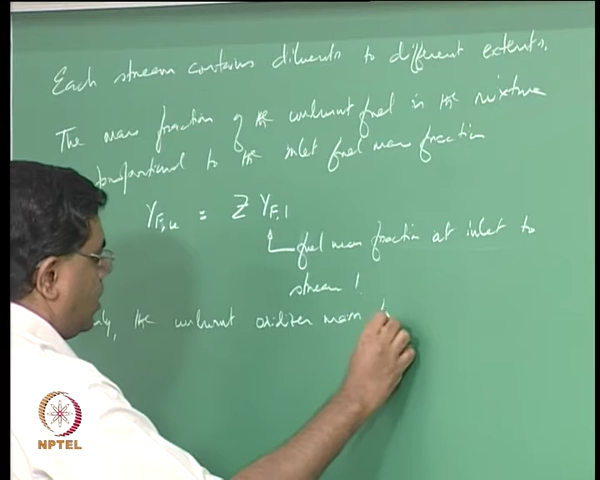 Each stream contains diluents to different extents.
The mass fraction of the unburnt fuel in the mixture
proportional to the inlet fuel mass fraction
Y_{F,u} = Z Y_{F,1}
fuel mass fraction at inlet to
stream 1.
ly, the unburnt oxidizer mass
NPTEL